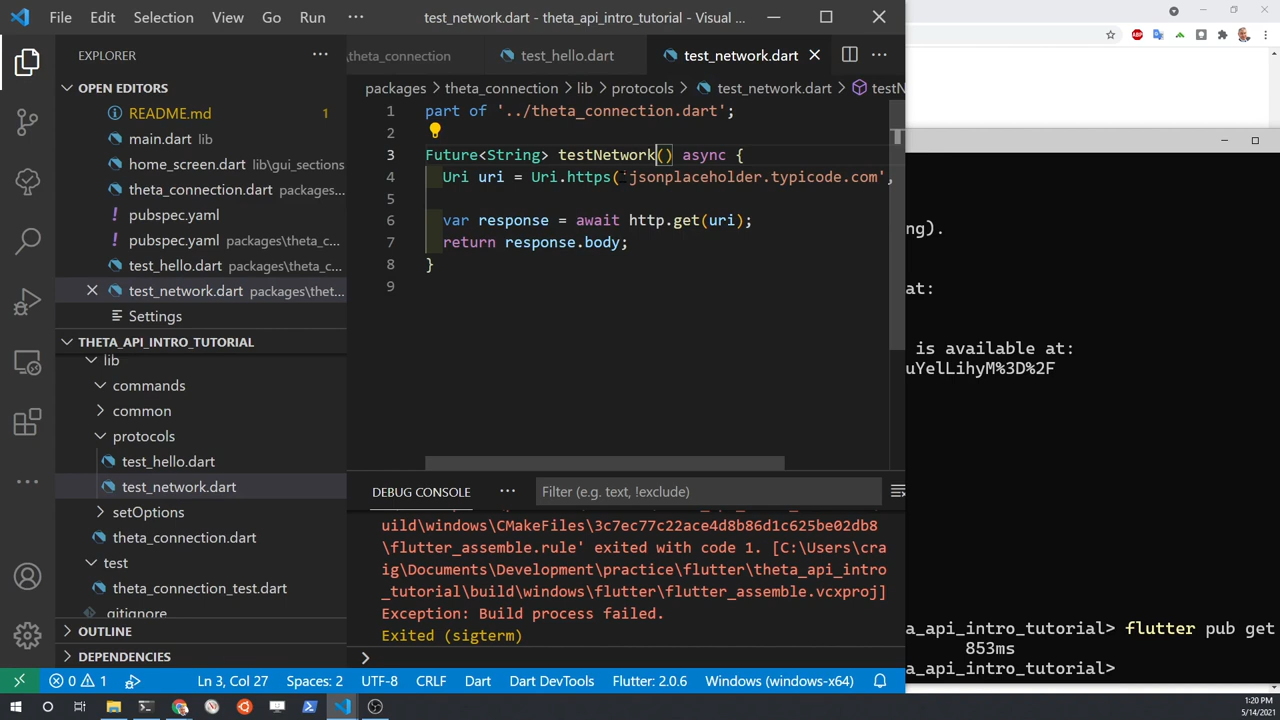 File Edit Selection View Go Run ··· test_network.dart - theta_api_intro_tutorial - Visual ...
EXPLORER ···
theta_connection test_hello.dart test_network.dart
OPEN EDITORS
packages > theta_connection > lib > protocols > test_network.dart > testN
README.md 1
main.dart lib
home_screen.dart lib\gui_sections
theta_connection.dart packages\theta_...
pubspec.yaml
pubspec.yaml packages\theta_c...
test_hello.dart packages\theta_c...
test_network.dart packages\thet...
Settings
THETA_API_INTRO_TUTORIAL
lib
commands
common
protocols
test_hello.dart
test_network.dart
setOptions
theta_connection.dart
test
theta_connection_test.dart
.gitignore
OUTLINE
DEPENDENCIES
1 part of '../theta_connection.dart';
2
3 Future<String> testNetwork() async {
4 Uri uri = Uri.https('jsonplaceholder.typicode.com',
5
6 var response = await http.get(uri);
7 return response.body;
8 }
9
DEBUG CONSOLE ··· Filter (e.g. text, !exclude)
uild\windows\CMakeFiles\3c7ec77c22ace4d8b86d1c625be02db8
\flutter_assemble.rule' exited with code 1. [C:\Users\cra
ig\Documents\Development\practice\flutter\theta_api_intro
_tutorial\build\windows\flutter\flutter_assemble.vcxproj]
Exception: Build process failed.
Exited (sigterm)
>
ABP
ng).
at:
is available at:
uYelLihyM%3D%2F
a_api_intro_tutorial> flutter pub get
853ms
a_api_intro_tutorial>
0 1 Ln 3, Col 27 Spaces: 2 UTF-8 CRLF Dart Dart DevTools Flutter: 2.0.6 Windows (windows-x64)
1:20 PM
5/14/2021